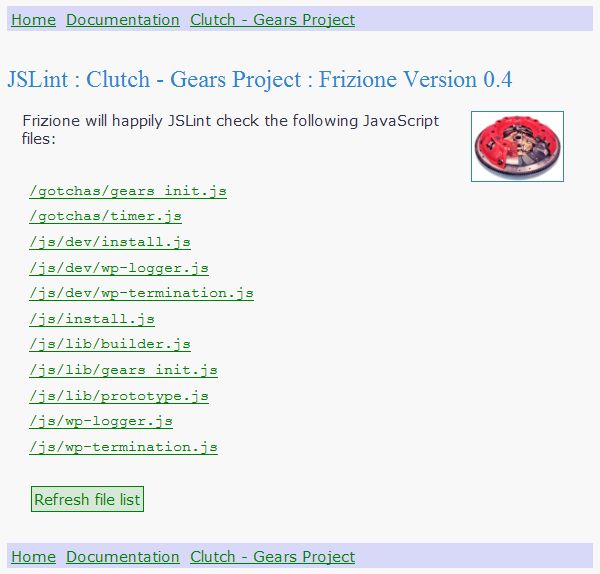 Home Documentation Clutch - Gears Project
JSLint : Clutch - Gears Project : Frizione Version 0.4
Frizione will happily JSLint check the following JavaScript
files:
/gotchas/gears_init.js
/gotchas/timer.js
/js/dev/install.js
/js/dev/wp-logger.js
/js/dev/wp-termination.js
/js/install.js
/js/lib/builder.js
/js/lib/gears_init.js
/js/lib/prototype.js
/js/wp-logger.js
/js/wp-termination.js
Refresh file list
Home Documentation Clutch - Gears Project